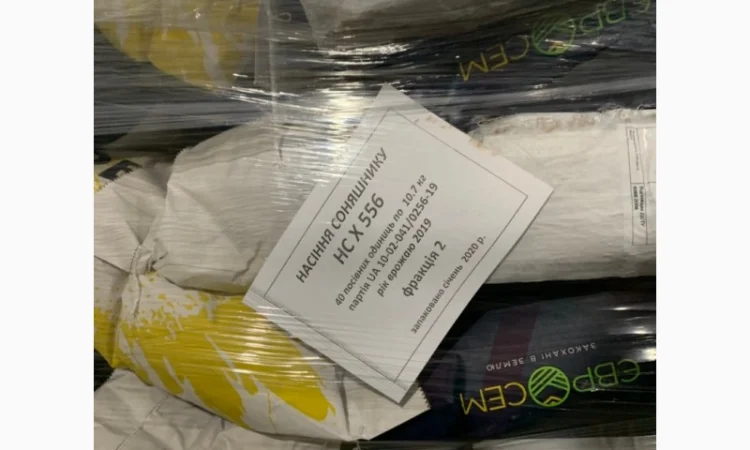 ЄВРОСЕМ
НАСІННЯ СОНЯШНИКУ
НС Х 556
40 посівних одиниць по 10.7 кг
партія UA 10-02-041/0256-19
рік врожаю 2019
фракція 2
запаковано січень 2020 р.
ЄВРОСЕМ
ЗАКОХАНІ В ЗЕМЛЮ